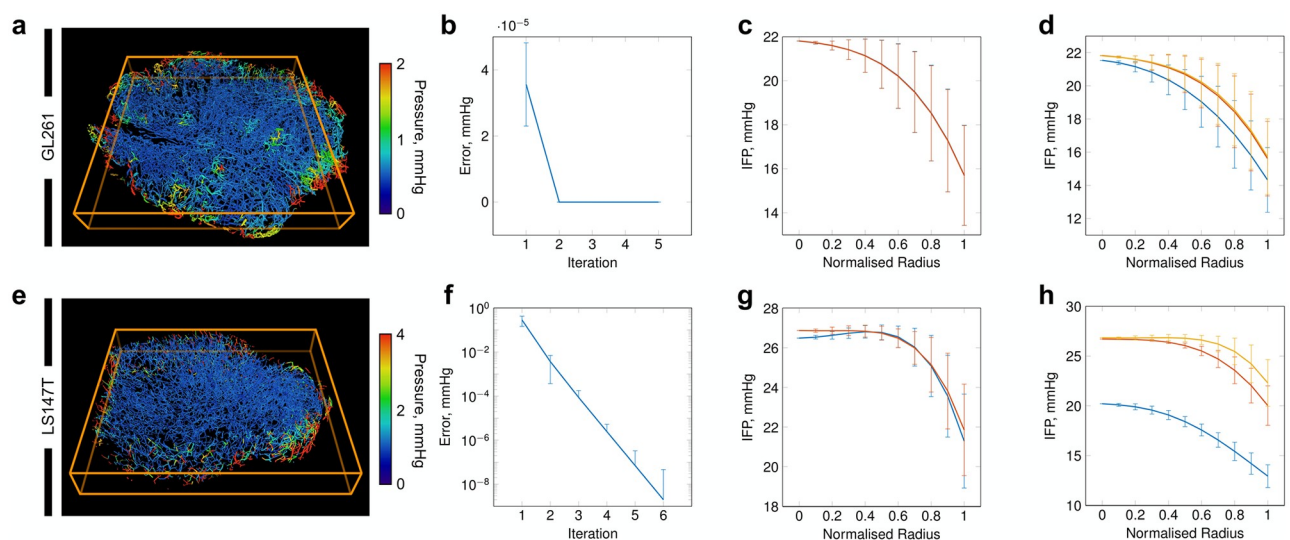 a
GL261
2
1
0
Pressure, mmHg
b
·10⁻⁵
4
2
0
Error, mmHg
1 2 3 4 5
Iteration
c
22
20
18
16
14
IFP, mmHg
0 0.2 0.4 0.6 0.8 1
Normalised Radius
d
22
20
18
16
14
12
IFP, mmHg
0 0.2 0.4 0.6 0.8 1
Normalised Radius
e
LS147T
4
2
0
Pressure, mmHg
f
10⁰
10⁻²
10⁻⁴
10⁻⁶
10⁻⁸
Error, mmHg
1 2 3 4 5 6
Iteration
g
28
26
24
22
20
18
IFP, mmHg
0 0.2 0.4 0.6 0.8 1
Normalised Radius
h
30
25
20
15
10
IFP, mmHg
0 0.2 0.4 0.6 0.8 1
Normalised Radius